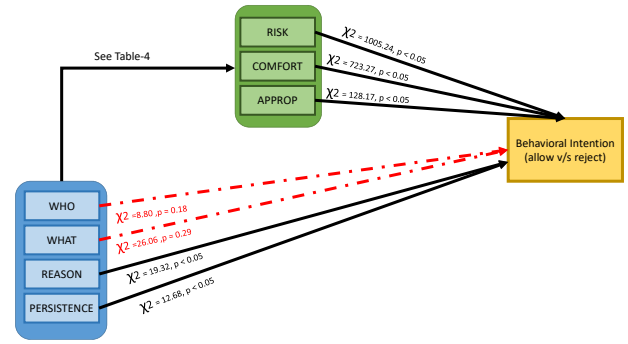 RISK
COMFORT
APPROP
See Table-4
χ2 = 1005.24, p < 0.05
χ2 = 723.27, p < 0.05
χ2 = 128.17, p < 0.05
Behavioral Intention
(allow v/s reject)
WHO
WHAT
REASON
PERSISTENCE
χ2 =8.80 ,p = 0.18
χ2 =26.06 ,p = 0.29
χ2 = 19.32, p < 0.05
χ2 = 12.68, p < 0.05